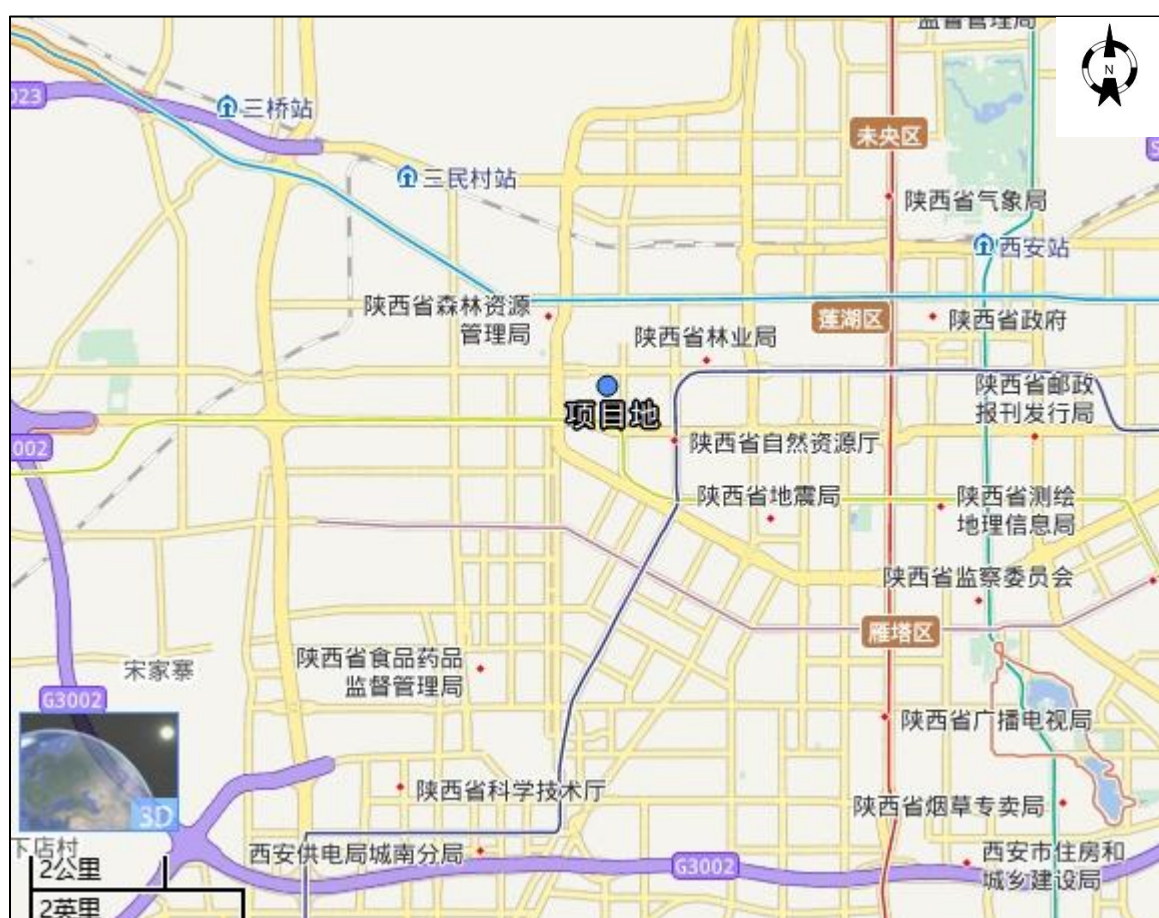 监督管理局
N
023
三桥站
未央区
三民村站
陕西省气象局
西安站
陕西省森林资源
管理局
莲湖区
陕西省政府
陕西省林业局
项目地
陕西省邮政
报刊发行局
002
陕西省自然资源厅
陕西省地震局
陕西省测绘
地理信息局
陕西省监察委员会
雁塔区
陕西省食品药品
监督管理局
宋家寨
G3002
陕西省广播电视局
3D
陕西省科学技术厅
陕西省烟草专卖局
下店村
西安供电局城南分局
G3002
西安市住房和
城乡建设局
2公里
2英里